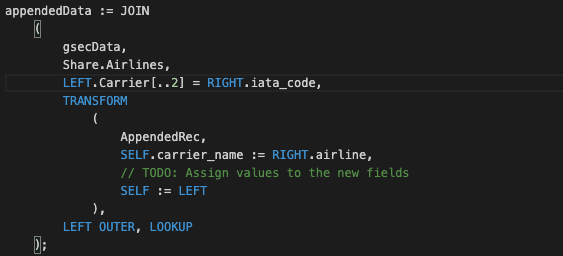 appendedData := JOIN
(
gsecData,
Share.Airlines,
LEFT.Carrier[..2] = RIGHT.iata_code,
TRANSFORM
(
AppendedRec,
SELF.carrier_name := RIGHT.airline,
// TODO: Assign values to the new fields
SELF := LEFT
),
LEFT OUTER, LOOKUP
);